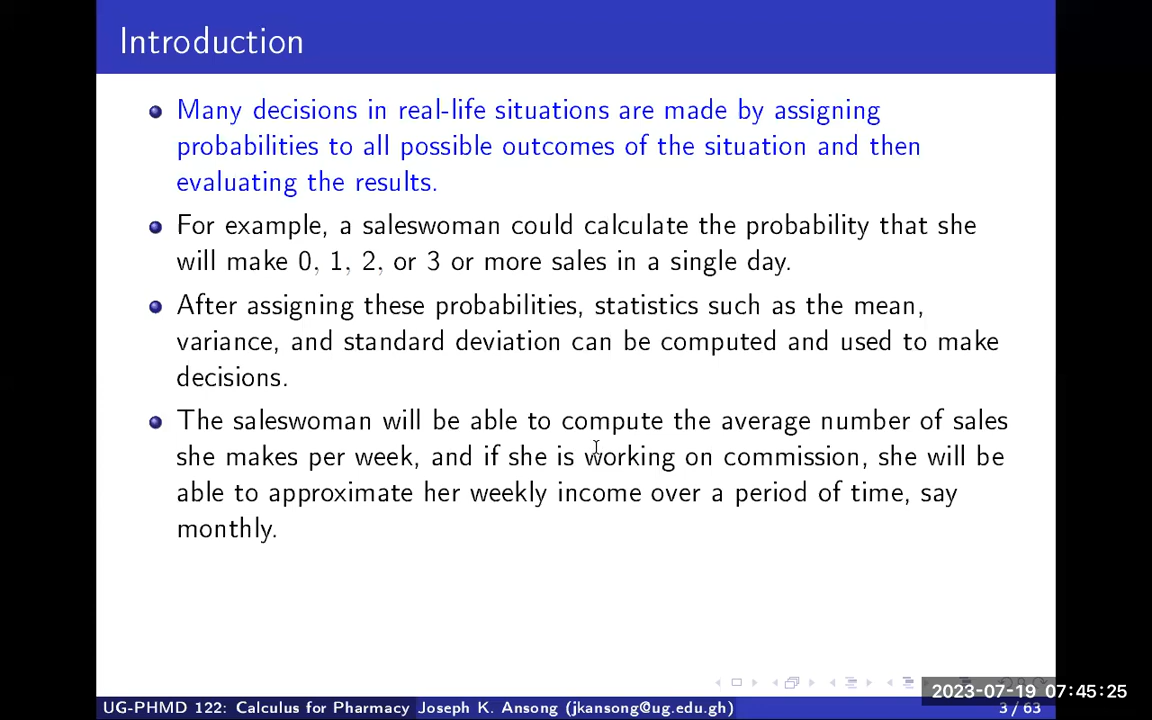 Introduction
Many decisions in real-life situations are made by assigning
probabilities to all possible outcomes of the situation and then
evaluating the results.
For example, a saleswoman could calculate the probability that she
will make 0, 1, 2, or 3 or more sales in a single day.
After assigning these probabilities, statistics such as the mean,
variance, and standard deviation can be computed and used to make
decisions.
The saleswoman will be able to compute the average number of sales
she makes per week, and if she is working on commission, she will be
able to approximate her weekly income over a period of time, say
monthly.
2023-07-19 07:45:25
UG-PHMD 122: Calculus for Pharmacy Joseph K. Ansong (jkansong@ug.edu.gh) 3 / 63